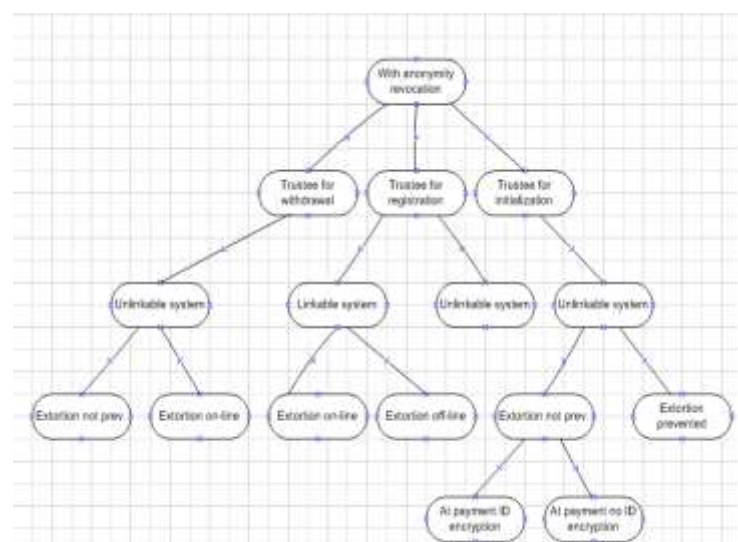 With anonymity
revocation
Trustee for
withdrawal
Trustee for
registration
Trustee for
initialization
Unlinkable system
Linkable system
Unlinkable system
Unlinkable system
Extortion not prev.
Extortion on-line
Extortion on-line
Extortion off-line
Extortion not prev.
Extortion
prevented
At payment ID
encryption
At payment no ID
encryption